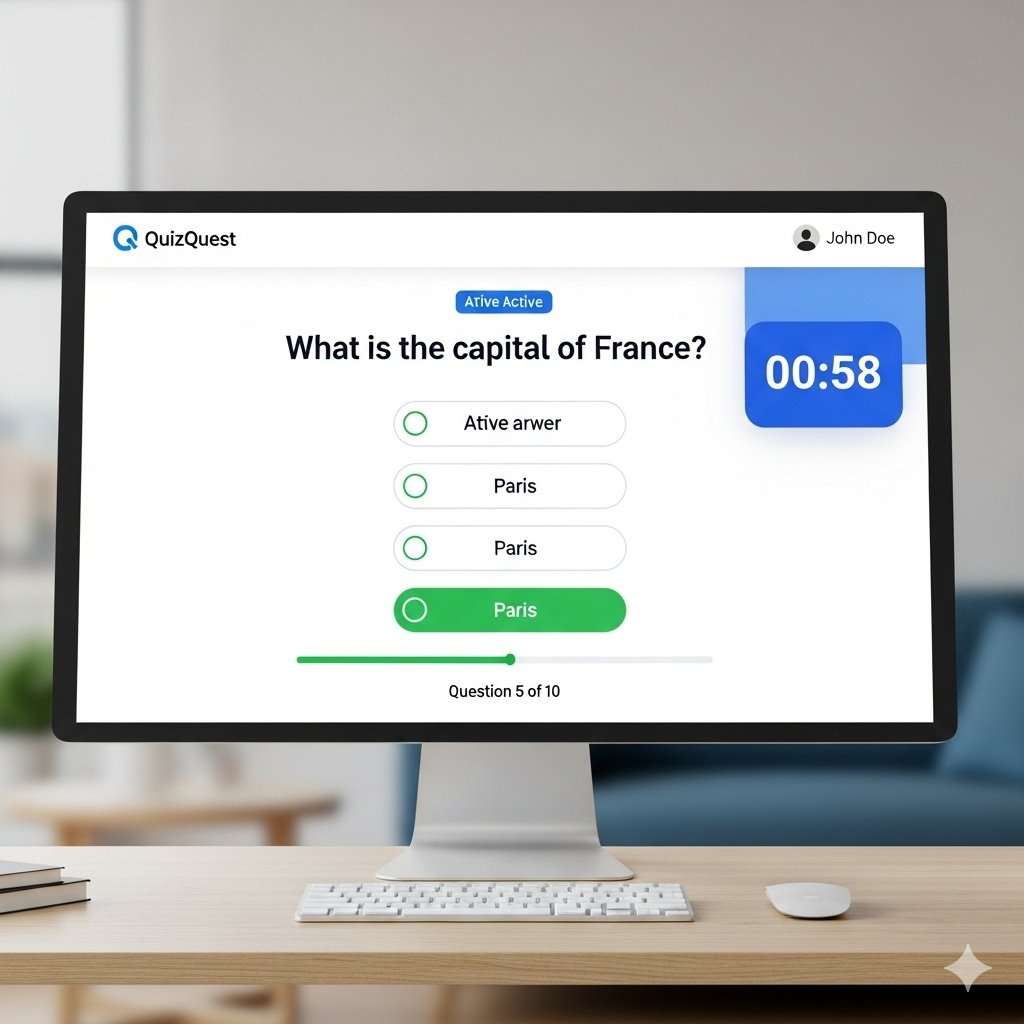 QuizQuest
John Doe
Ative Active
What is the capital of France?
00:58
Ative arwer
Paris
Paris
Paris
Question 5 of 10